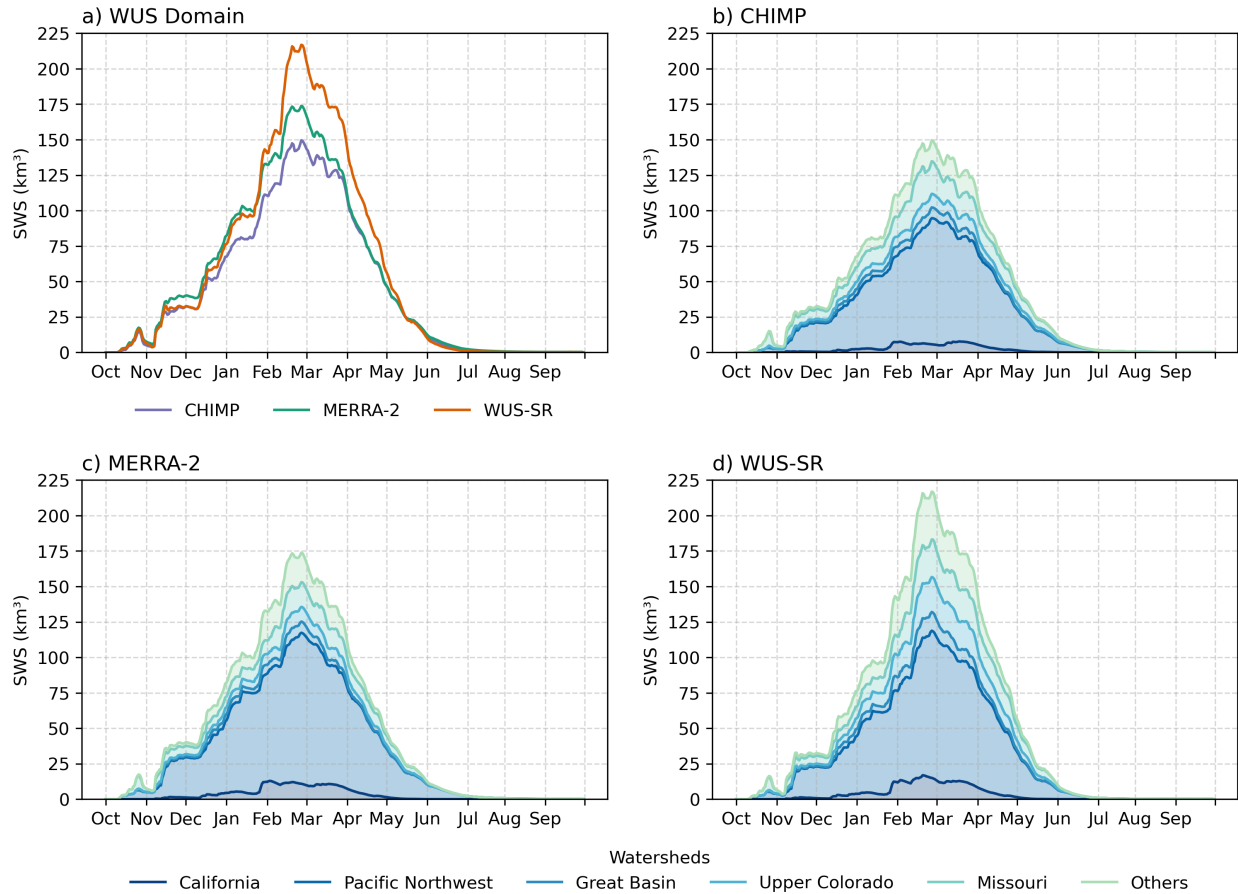 a) WUS Domain
b) CHIMP
SWS (km³)
225
200
175
150
125
100
75
50
25
0
Oct Nov Dec Jan Feb Mar Apr May Jun Jul Aug Sep
SWS (km³)
225
200
175
150
125
100
75
50
25
0
Oct Nov Dec Jan Feb Mar Apr May Jun Jul Aug Sep
CHIMP MERRA-2 WUS-SR
c) MERRA-2
d) WUS-SR
SWS (km³)
225
200
175
150
125
100
75
50
25
0
Oct Nov Dec Jan Feb Mar Apr May Jun Jul Aug Sep
SWS (km³)
225
200
175
150
125
100
75
50
25
0
Oct Nov Dec Jan Feb Mar Apr May Jun Jul Aug Sep
Watersheds
California Pacific Northwest Great Basin Upper Colorado Missouri Others